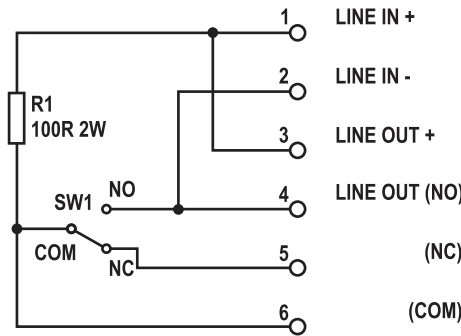 1 LINE IN +
2 LINE IN -
R1
100R 2W
3 LINE OUT +
NO
4 LINE OUT (NO)
SW1
COM
NC
5 (NC)
6 (COM)